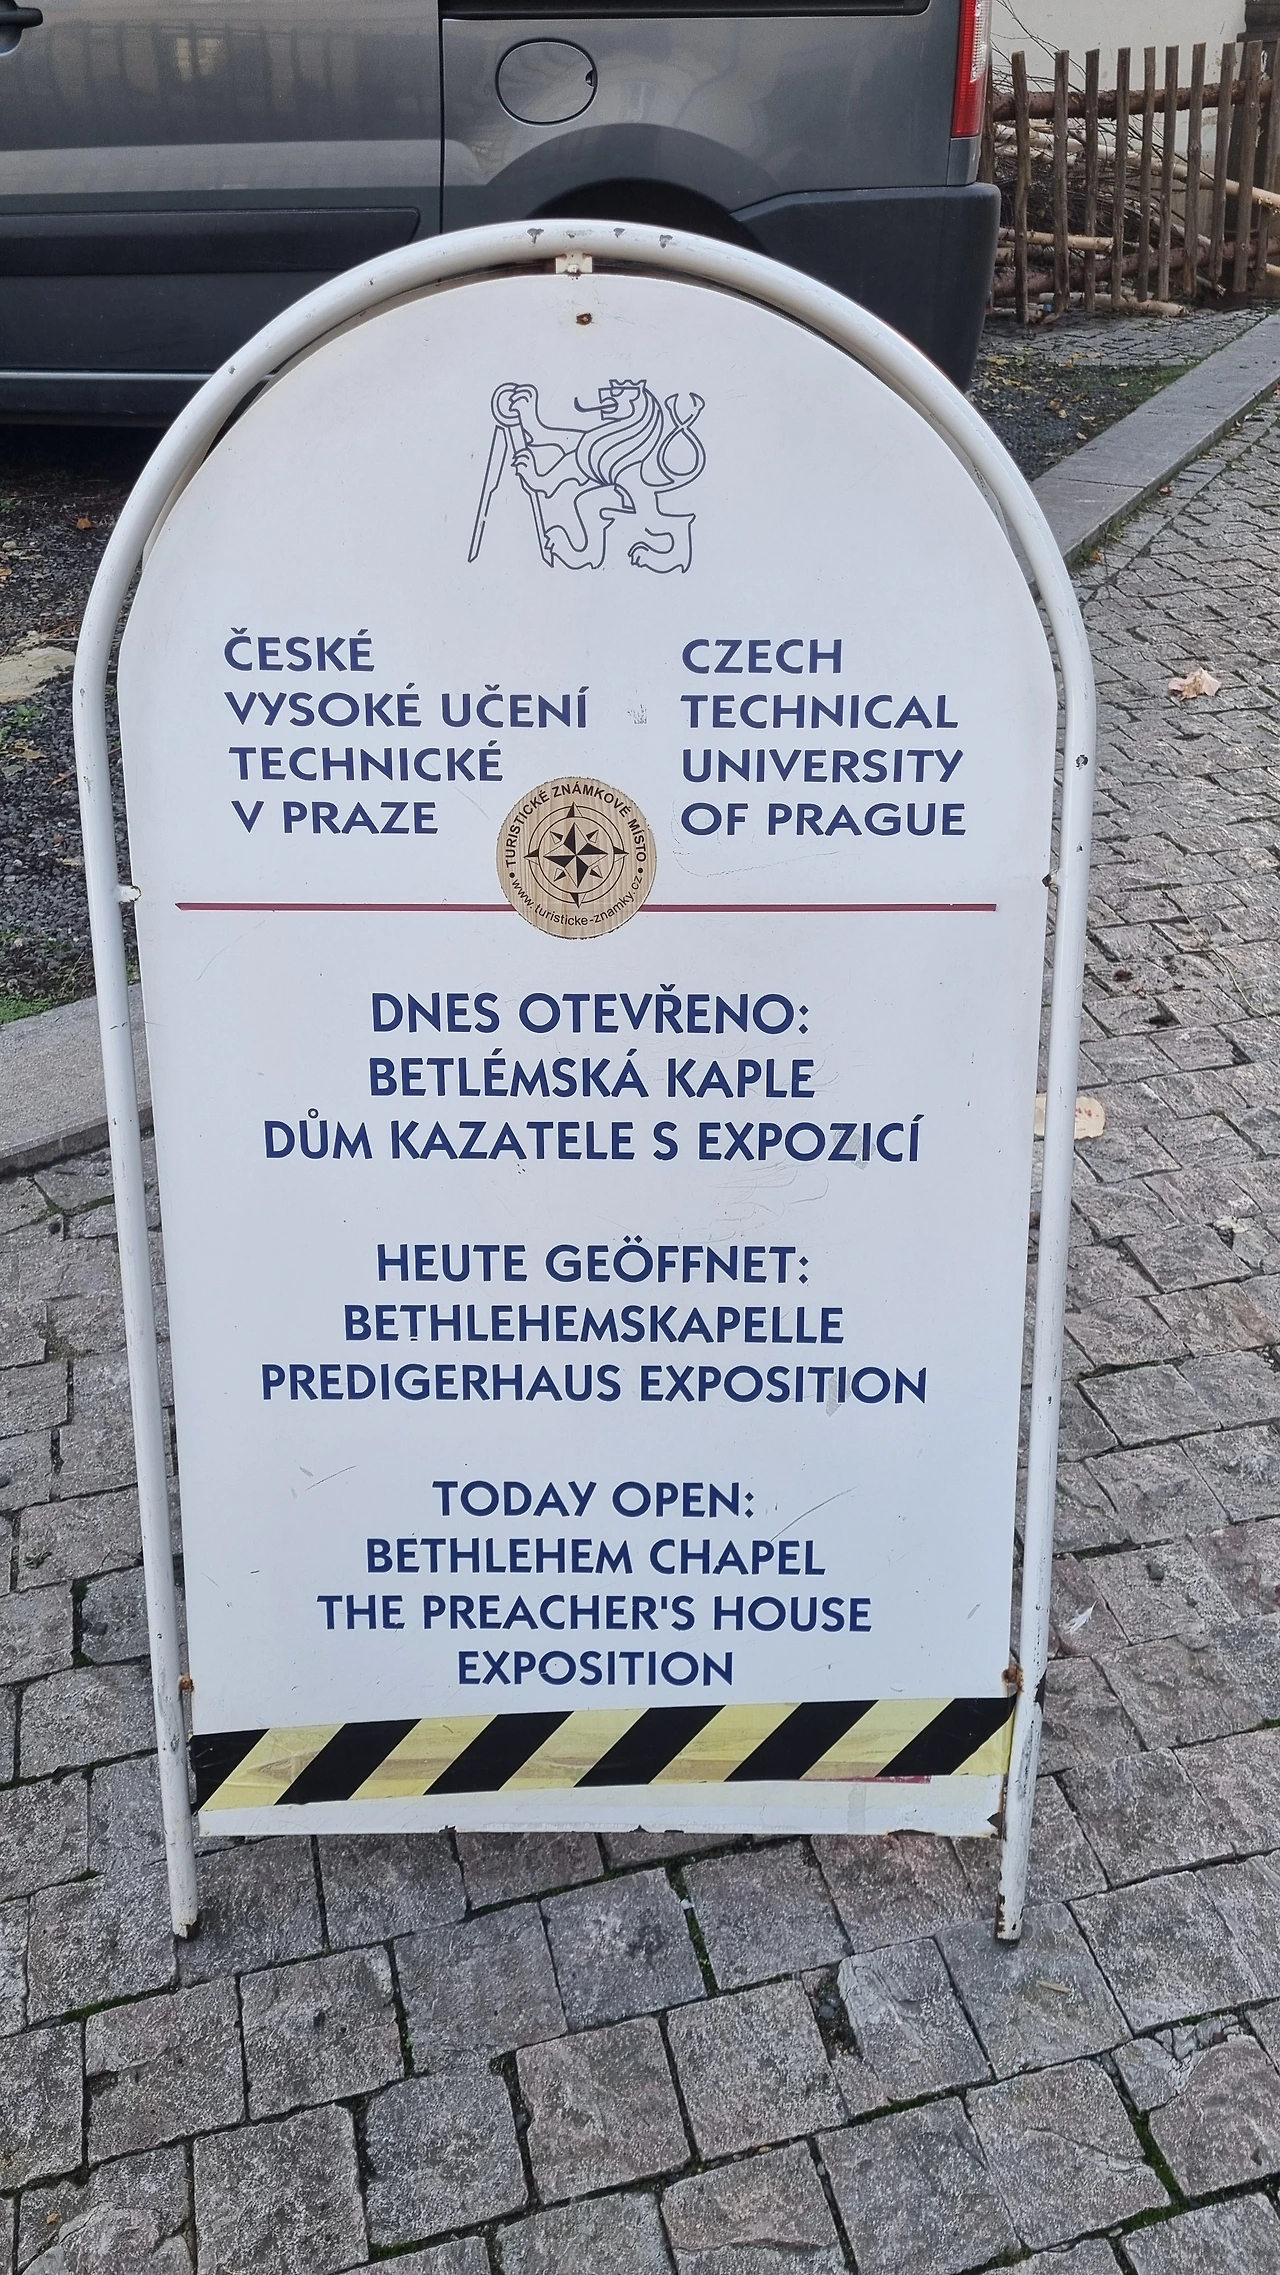 ČESKÉ
VYSOKÉ UČENÍ
TECHNICKÉ
V PRAZE
CZECH
TECHNICAL
UNIVERSITY
OF PRAGUE
TURISTICKÉ ZNÁMKOVÉ MÍSTO
www.turisticke-znamky.cz
DNES OTEVŘENO:
BETLÉMSKÁ KAPLE
DŮM KAZATELE S EXPOZICÍ
HEUTE GEÖFFNET:
BETHLEHEMSKAPELLE
PREDIGERHAUS EXPOSITION
TODAY OPEN:
BETHLEHEM CHAPEL
THE PREACHER'S HOUSE
EXPOSITION